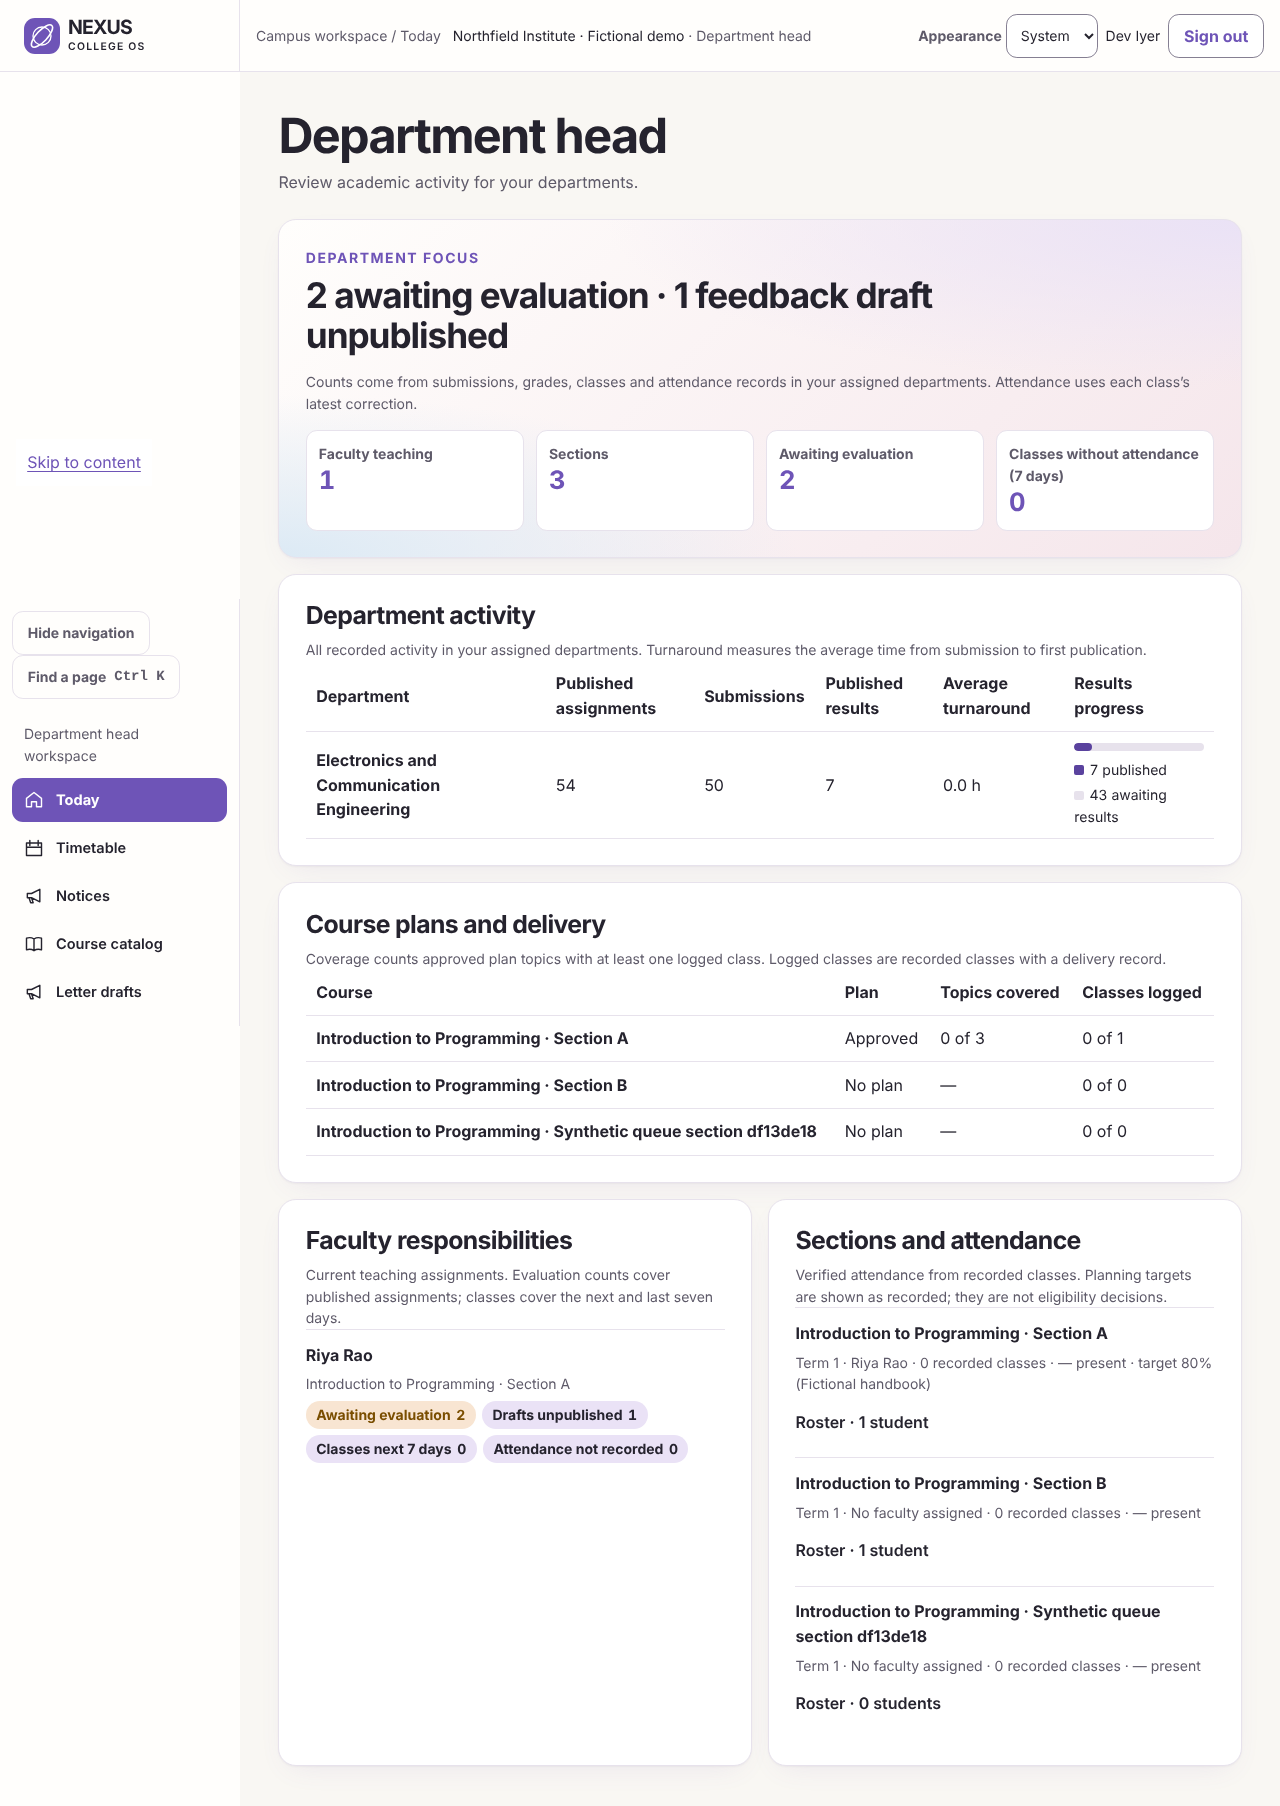 NEXUS
COLLEGE OS
Campus workspace / Today Northfield Institute · Fictional demo · Department head
Appearance System Dev Iyer Sign out
Skip to content
Hide navigation
Find a page Ctrl K
Department head
workspace
Today
Timetable
Notices
Course catalog
Letter drafts
Department head
Review academic activity for your departments.
DEPARTMENT FOCUS
2 awaiting evaluation · 1 feedback draft
unpublished
Counts come from submissions, grades, classes and attendance records in your assigned departments. Attendance uses each class’s
latest correction.
Faculty teaching
1
Sections
3
Awaiting evaluation
2
Classes without attendance
(7 days)
0
Department activity
All recorded activity in your assigned departments. Turnaround measures the average time from submission to first publication.
Department
Published
assignments
Submissions
Published
results
Average
turnaround
Results
progress
Electronics and
Communication
Engineering
54
50
7
0.0 h
7 published
43 awaiting
results
Course plans and delivery
Coverage counts approved plan topics with at least one logged class. Logged classes are recorded classes with a delivery record.
Course Plan Topics covered Classes logged
Introduction to Programming · Section A Approved 0 of 3 0 of 1
Introduction to Programming · Section B No plan — 0 of 0
Introduction to Programming · Synthetic queue section df13de18 No plan — 0 of 0
Faculty responsibilities
Current teaching assignments. Evaluation counts cover
published assignments; classes cover the next and last seven
days.
Riya Rao
Introduction to Programming · Section A
Awaiting evaluation 2 Drafts unpublished 1
Classes next 7 days 0 Attendance not recorded 0
Sections and attendance
Verified attendance from recorded classes. Planning targets
are shown as recorded; they are not eligibility decisions.
Introduction to Programming · Section A
Term 1 · Riya Rao · 0 recorded classes · — present · target 80%
(Fictional handbook)
Roster · 1 student
Introduction to Programming · Section B
Term 1 · No faculty assigned · 0 recorded classes · — present
Roster · 1 student
Introduction to Programming · Synthetic queue
section df13de18
Term 1 · No faculty assigned · 0 recorded classes · — present
Roster · 0 students